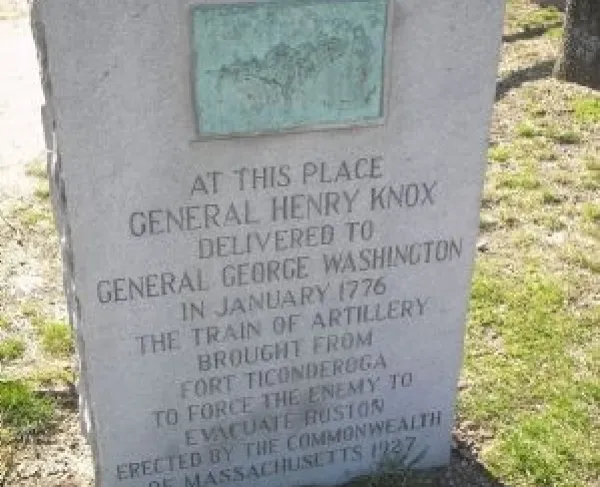 AT THIS PLACE
GENERAL HENRY KNOX
DELIVERED TO
GENERAL GEORGE WASHINGTON
IN JANUARY 1776
THE TRAIN OF ARTILLERY
BROUGHT FROM
FORT TICONDEROGA
TO FORCE THE ENEMY TO
EVACUATE BOSTON
ERECTED BY THE COMMONWEALTH
OF MASSACHUSETTS 1927